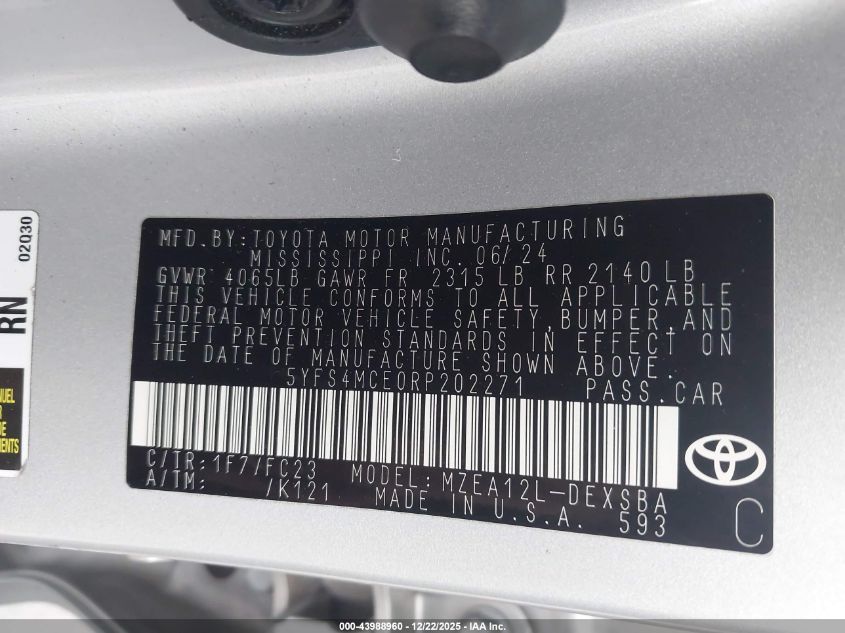 MFD.BY:TOYOTA MOTOR MANUFACTURING
MISSISSIPPI INC. 06/24
GVWR 4065LB GAWR FR 2315 LB RR 2140LB
THIS VEHICLE CONFORMS TO ALL APPLICABLE
FEDERAL MOTOR VEHICLE SAFETY,BUMPER,AND
THEFT PREVENTION STANDARDS IN EFFECT ON
THE DATE OF MANUFACTURE SHOWN ABOVE.
5YFS4MCE0RP202271 PASS.CAR
C/TR:1F7/FC23 MODEL:MZEA12L-DEXSBA
A/TM: /K121 MADE IN U.S.A. 593
C
02Q30
RN
000-43988960 - 12/22/2025 - IAA Inc.